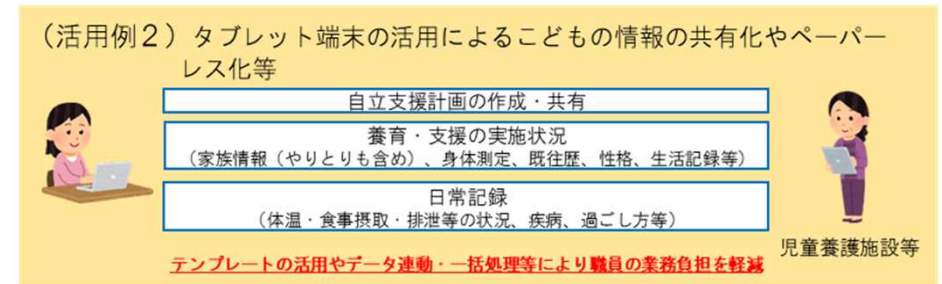 （活用例２）タブレット端末の活用によるこどもの情報の共有化やペーパー
レス化等
自立支援計画の作成・共有
養育・支援の実施状況
（家族情報（やりとりも含め）、身体測定、既往歴、性格、生活記録等）
日常記録
（体温・食事摂取・排泄等の状況、疾病、過ごし方等）
児童養護施設等
テンプレートの活用やデータ連動・一括処理等により職員の業務負担を軽減